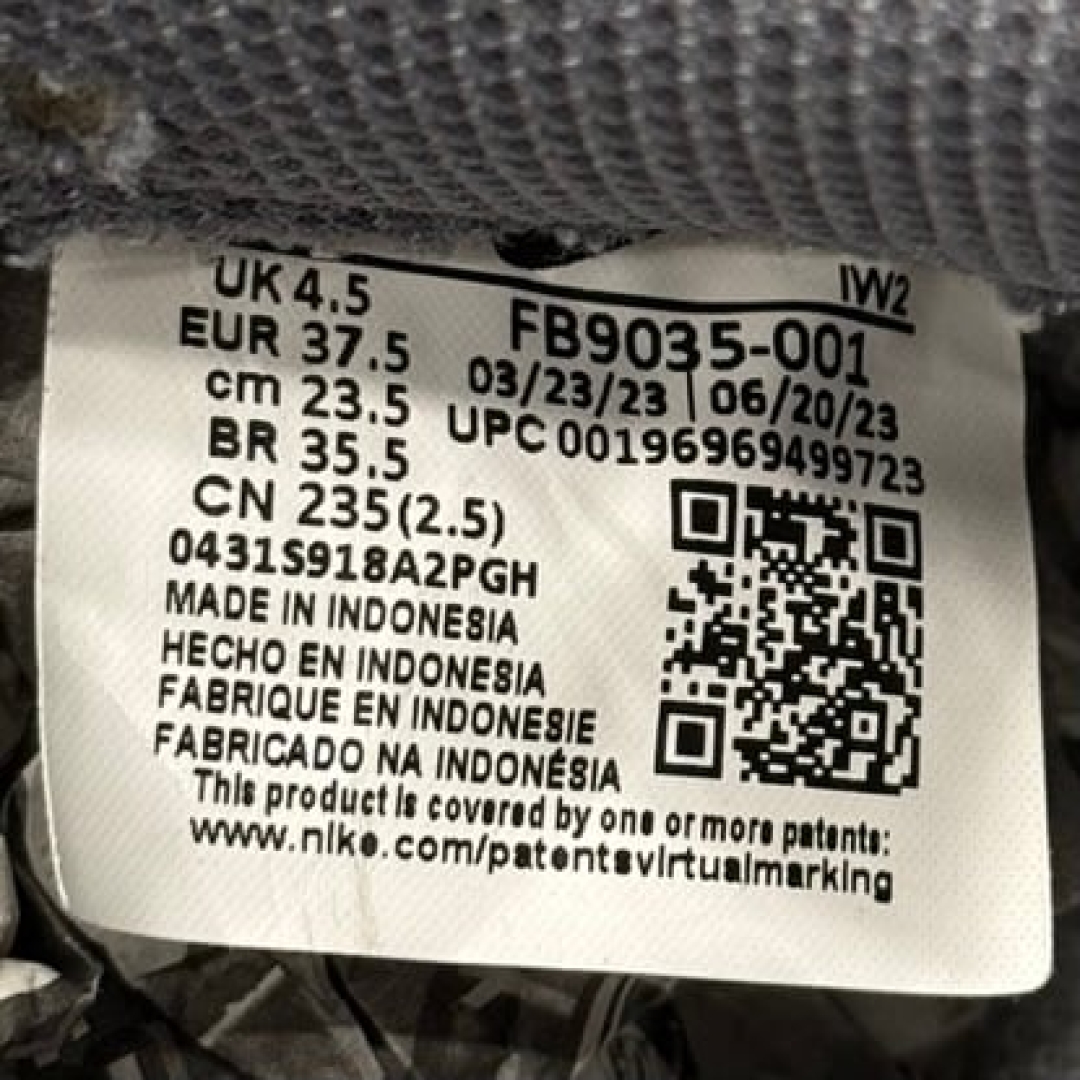 IW2
UK 4.5
EUR 37.5
cm 23.5
BR 35.5
CN 235(2.5)
FB9035-001
03/23/23 | 06/20/23
UPC 00196969499723
0431S918A2PGH
MADE IN INDONESIA
HECHO EN INDONESIA
FABRIQUE EN INDONESIE
FABRICADO NA INDONÉSIA
This product is covered by one or more patents:
www.nike.com/patentsvirtualmarking